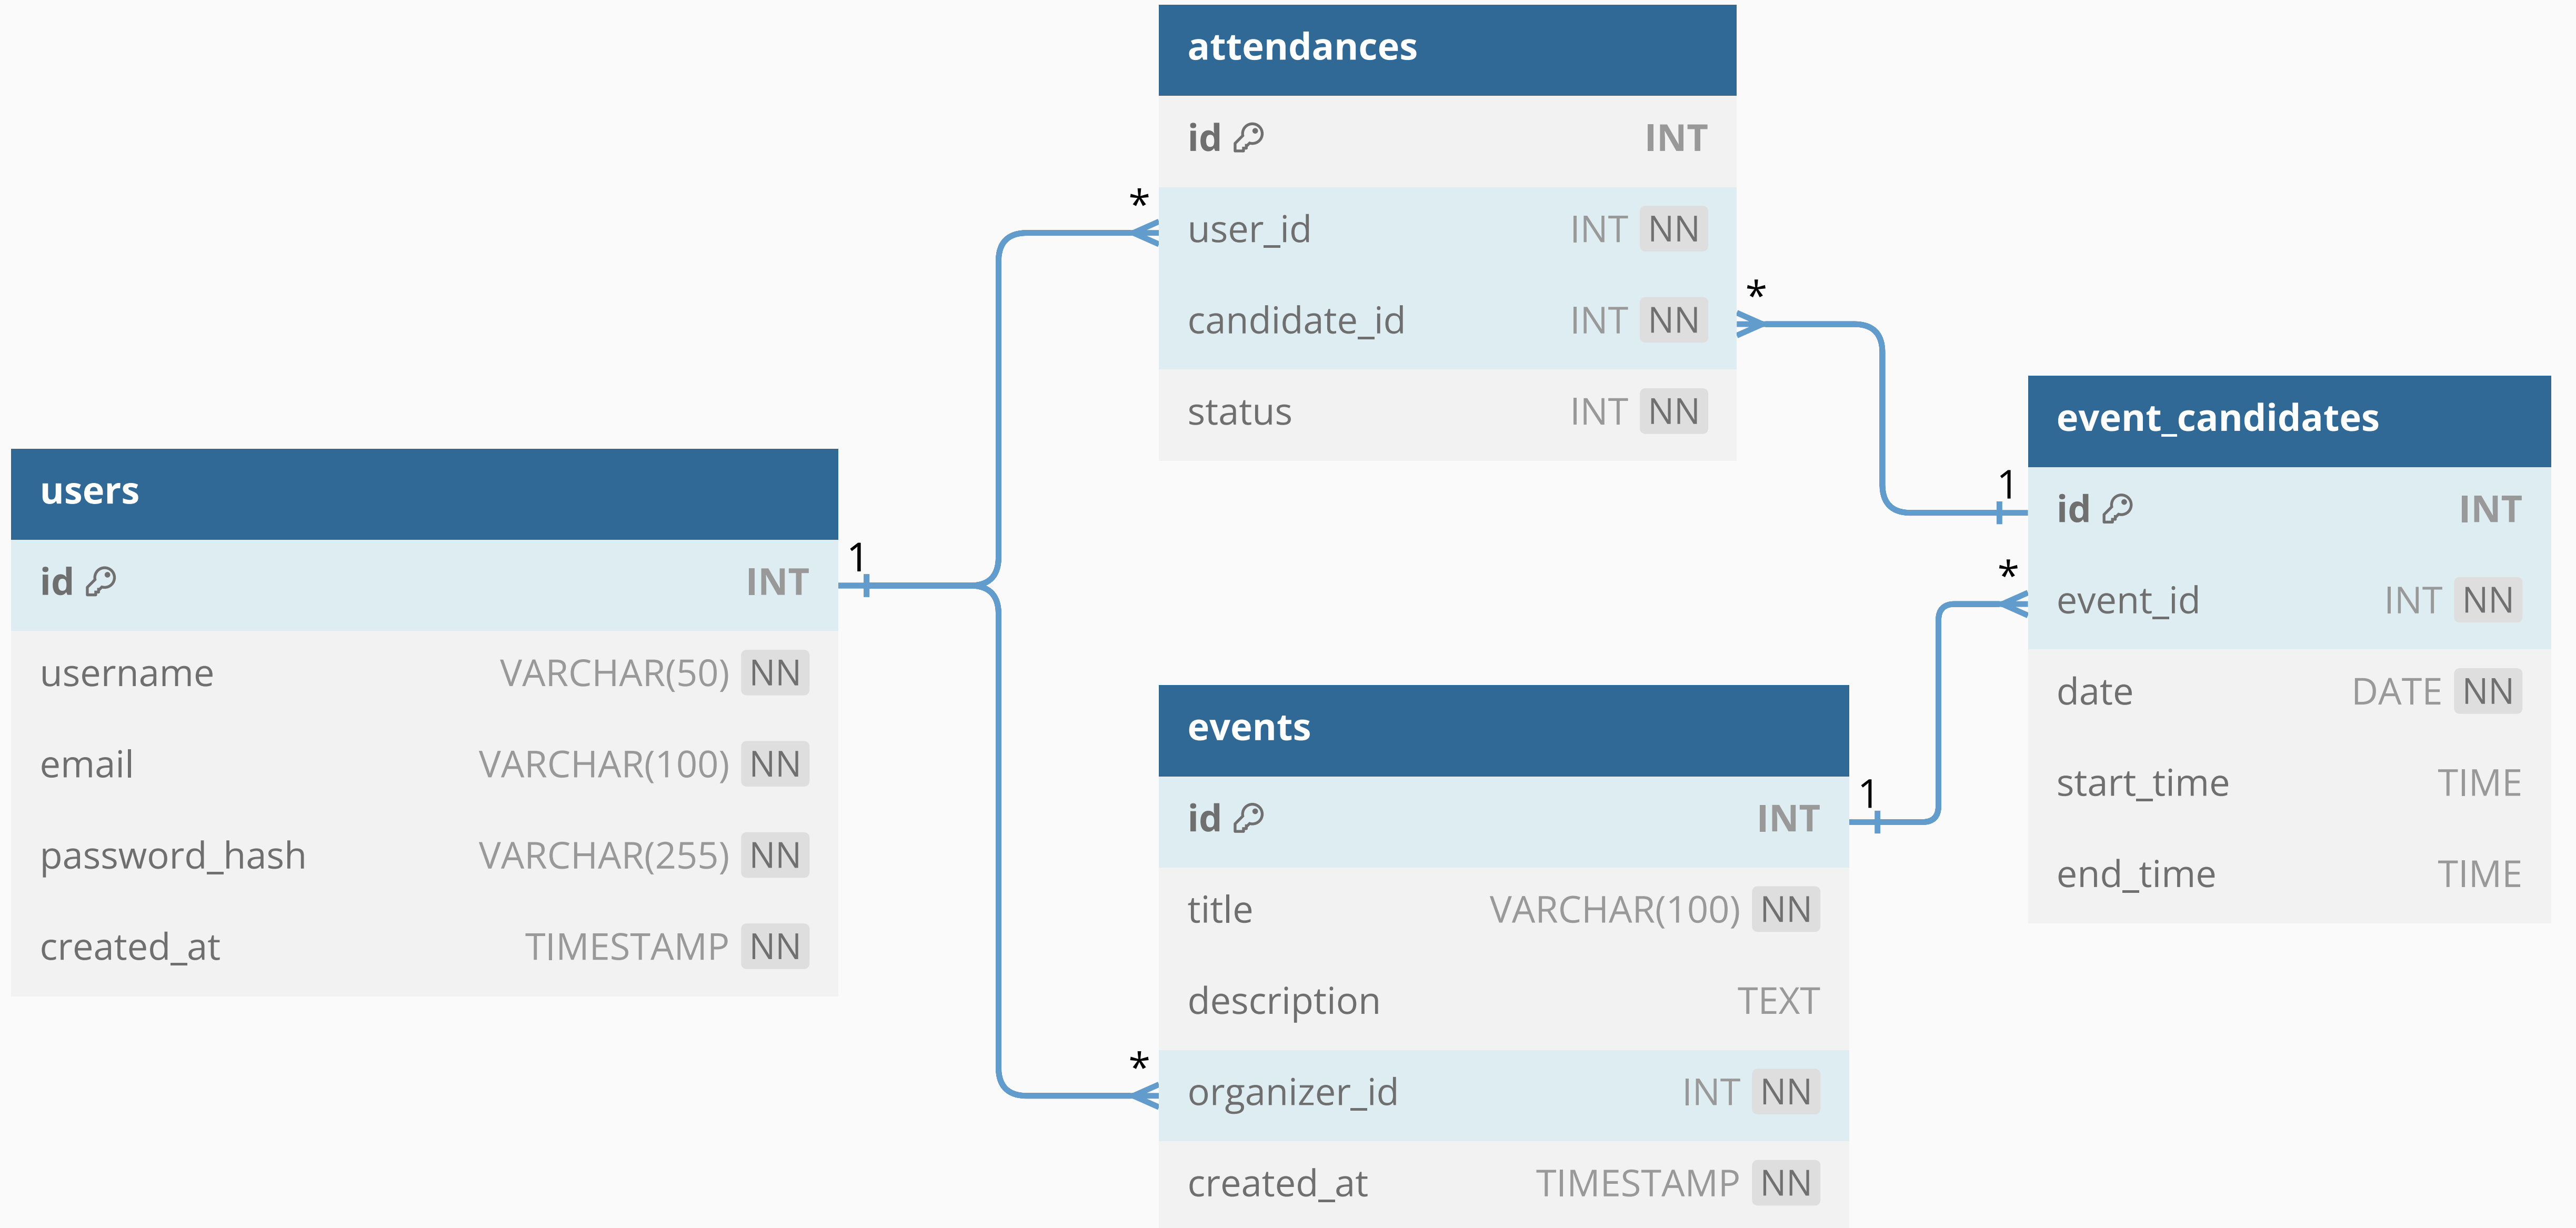 attendances
id INT
user_id INT NN
candidate_id INT NN
status INT NN
users
id INT
username VARCHAR(50) NN
email VARCHAR(100) NN
password_hash VARCHAR(255) NN
created_at TIMESTAMP NN
events
id INT
title VARCHAR(100) NN
description TEXT
organizer_id INT NN
created_at TIMESTAMP NN
event_candidates
id INT
event_id INT NN
date DATE NN
start_time TIME
end_time TIME
1
*
*
*
1
1
*